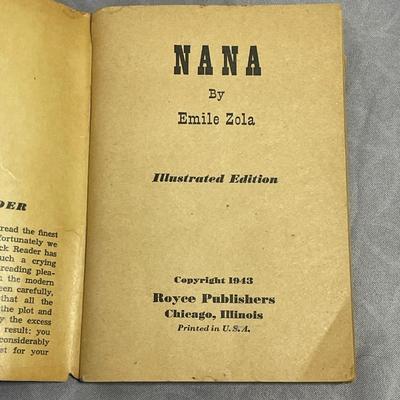 DER
read the finest
fortunately we
ck Reader has
uch a crying
reading plea-
the modern
een carefully,
that all the
the plot and
y the excess
result: you
considerably
st for your
NANA
By
Emile Zola
Illustrated Edition
Copyright 1943
Royce Publishers
Chicago, Illinois
Printed in U.S.A.